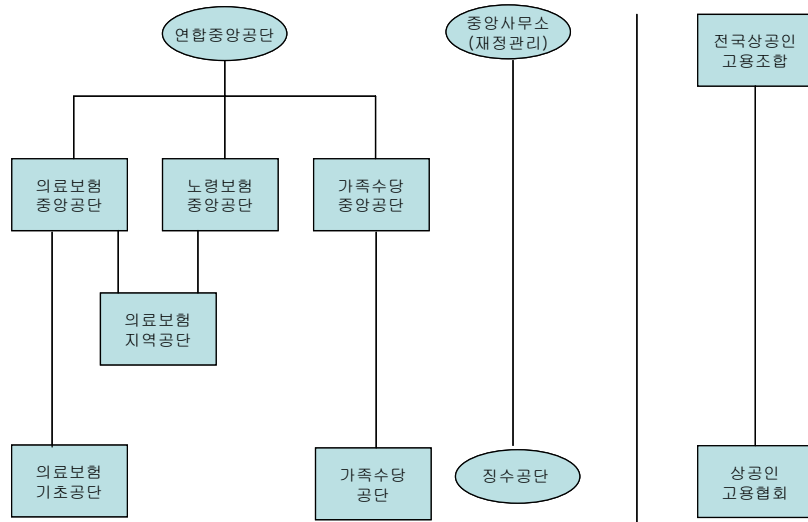 연합중앙공단
중앙사무소
(재정관리)
전국상공인
고용조합
의료보험
중앙공단
노령보험
중앙공단
가족수당
중앙공단
의료보험
지역공단
의료보험
기초공단
가족수당
공단
징수공단
상공인
고용협회